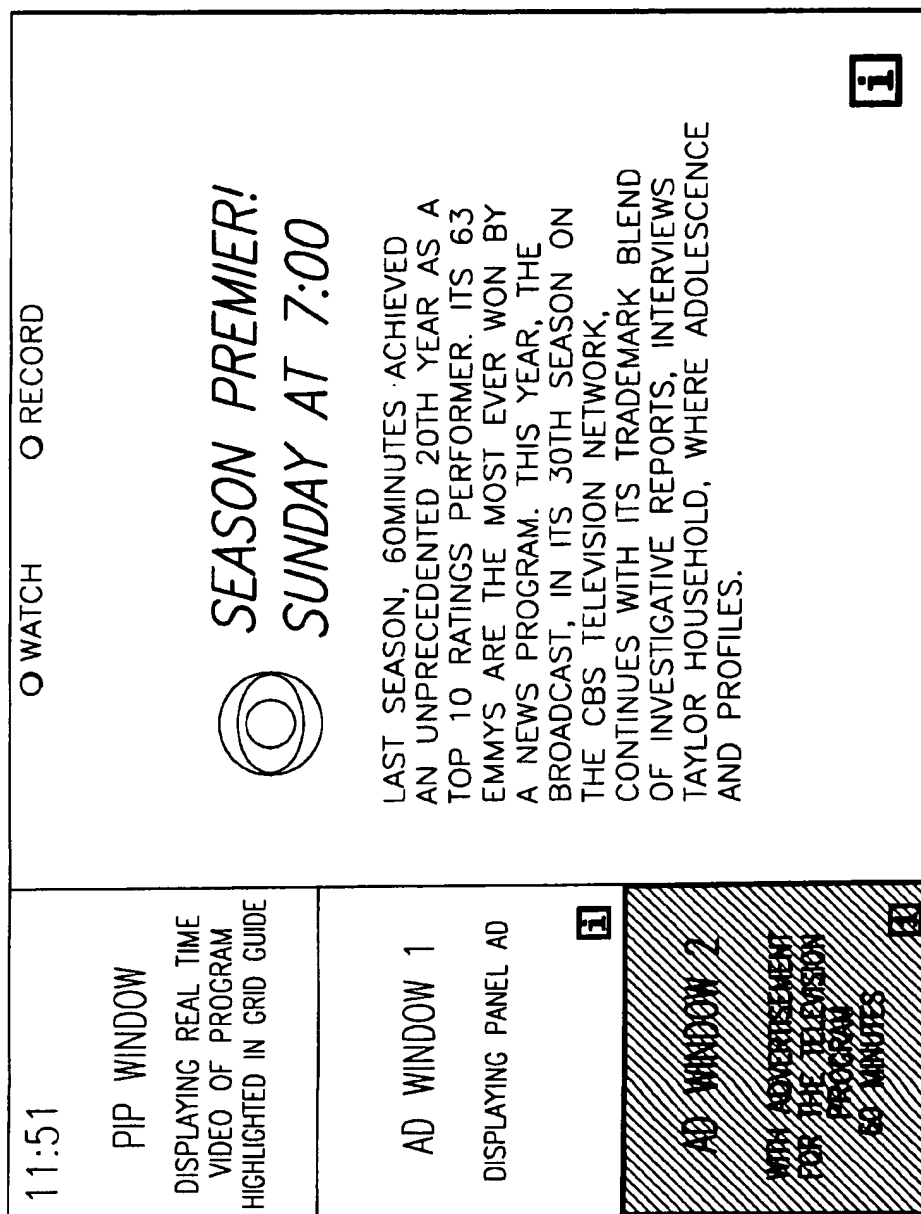 11:51
PIP WINDOW
DISPLAYING REAL TIME
VIDEO OF PROGRAM
HIGHLIGHTED IN GRID GUIDE
AD WINDOW 1
DISPLAYING PANEL AD
i
AD WINDOW 2
WITH ADVERTISEMENT
FOR THE TELEVISION
PROGRAM
60 MINUTES
i
O WATCH O RECORD
SEASON PREMIER!
SUNDAY AT 7:00
LAST SEASON, 60MINUTES ACHIEVED
AN UNPRECEDENTED 20TH YEAR AS A
TOP 10 RATINGS PERFORMER. ITS 63
EMMYS ARE THE MOST EVER WON BY
A NEWS PROGRAM. THIS YEAR, THE
BROADCAST, IN ITS 30TH SEASON ON
THE CBS TELEVISION NETWORK,
CONTINUES WITH ITS TRADEMARK BLEND
OF INVESTIGATIVE REPORTS, INTERVIEWS
TAYLOR HOUSEHOLD, WHERE ADOLESCENCE
AND PROFILES.
i